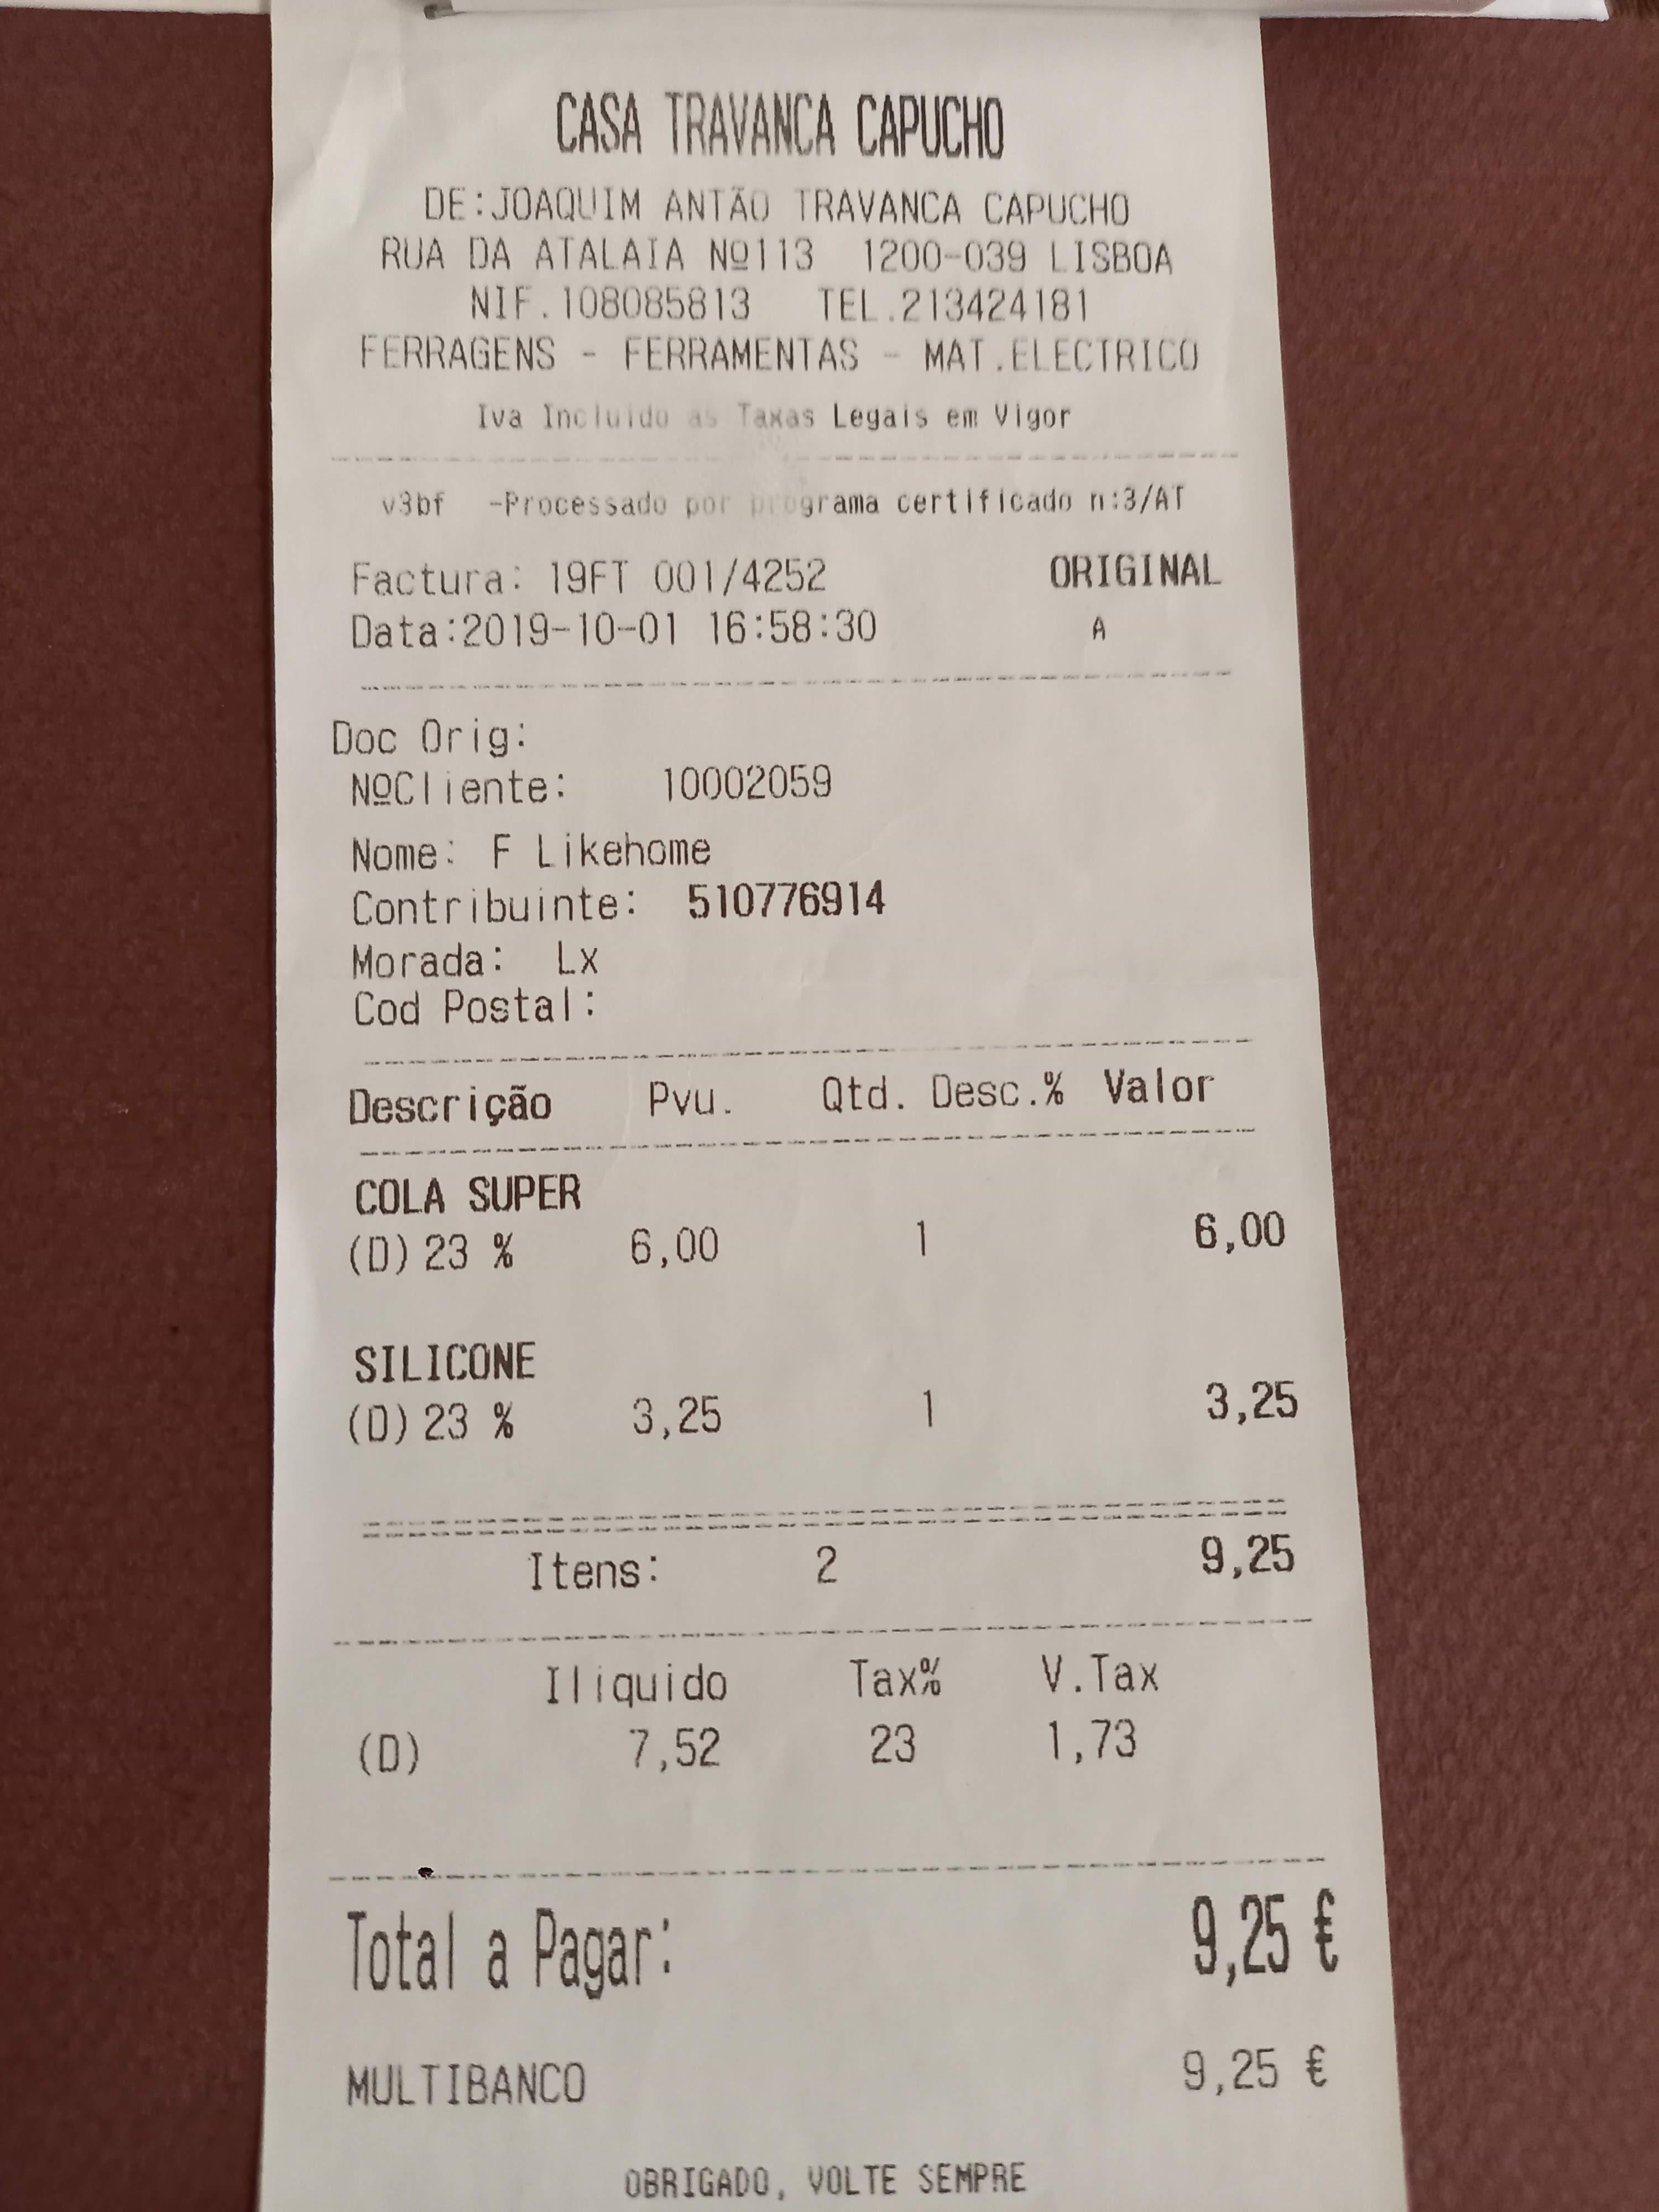 CASA TRAVANCA CAPUCHO
DE:JOAQUIM ANTÃO TRAVANCA CAPUCHO
RUA DA ATALAIA Nº113 1200-039 LISBOA
NIF.108085813 TEL.213424181
FERRAGENS - FERRAMENTAS - MAT.ELECTRICO
Iva Incluido as Taxas Legais em Vigor
v3bf -Processado por programa certificado n:3/AT
Factura: 19FT 001/4252 ORIGINAL
Data:2019-10-01 16:58:30 A
Doc Orig:
NºCliente: 10002059
Nome: F Likehome
Contribuinte: 510776914
Morada: Lx
Cod Postal:
Descrição Pvu. Qtd. Desc.% Valor
COLA SUPER
(D) 23 % 6,00 1 6,00
SILICONE
(D) 23 % 3,25 1 3,25
Itens: 2 9,25
Iliquido Tax% V.Tax
(D) 7,52 23 1,73
Total a Pagar: 9,25 €
MULTIBANCO 9,25 €
OBRIGADO, VOLTE SEMPRE